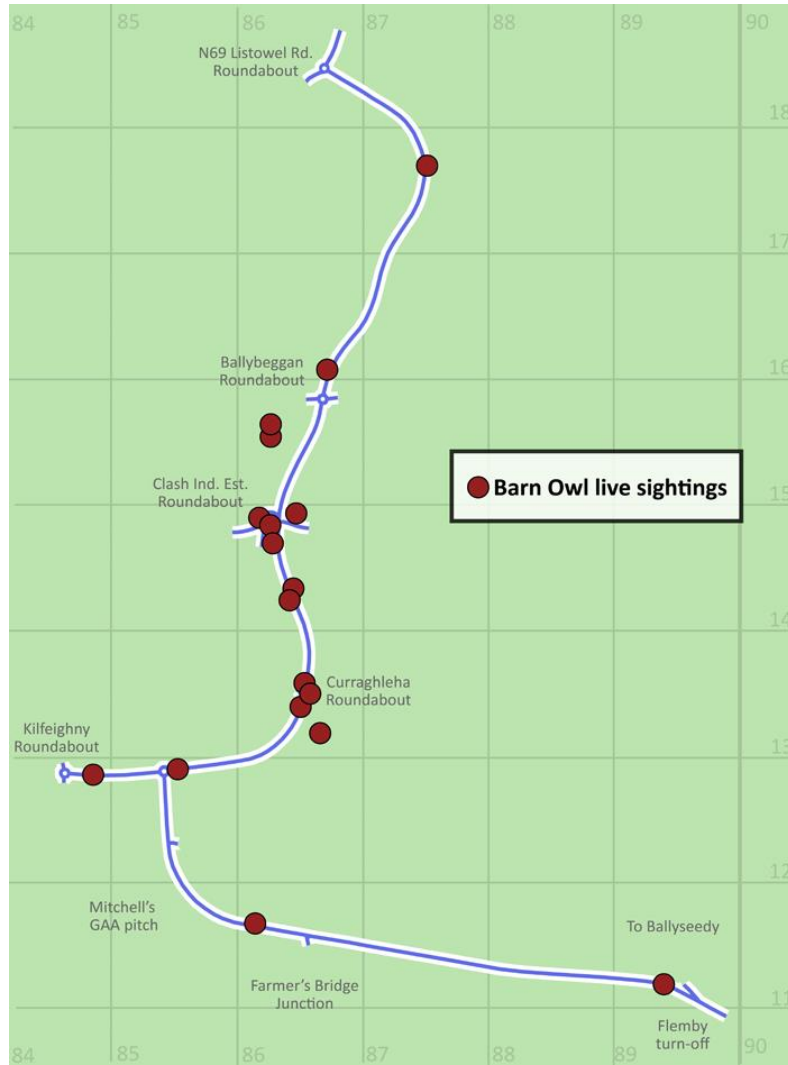 84 85 86 87 88 89 90
N69 Listowel Rd.
Roundabout
18
17
Ballybeggan
Roundabout
16
Clash Ind. Est.
Roundabout
Barn Owl live sightings
15
14
Curraghleha
Roundabout
Kilfeighny
Roundabout
13
12
Mitchell's
GAA pitch
To Ballyseedy
Farmer's Bridge
Junction
11
Flemby
turn-off
84 85 86 87 88 89 90